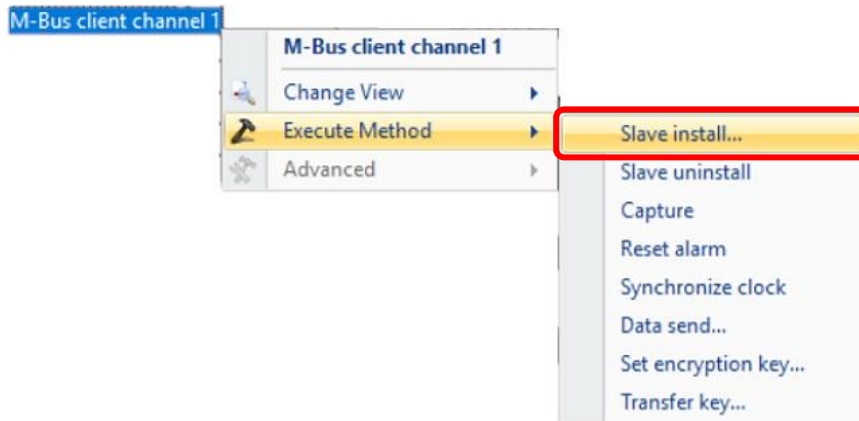 M-Bus client channel 1
M-Bus client channel 1
Change View
Execute Method
Advanced
Slave install...
Slave uninstall
Capture
Reset alarm
Synchronize clock
Data send...
Set encryption key...
Transfer key...